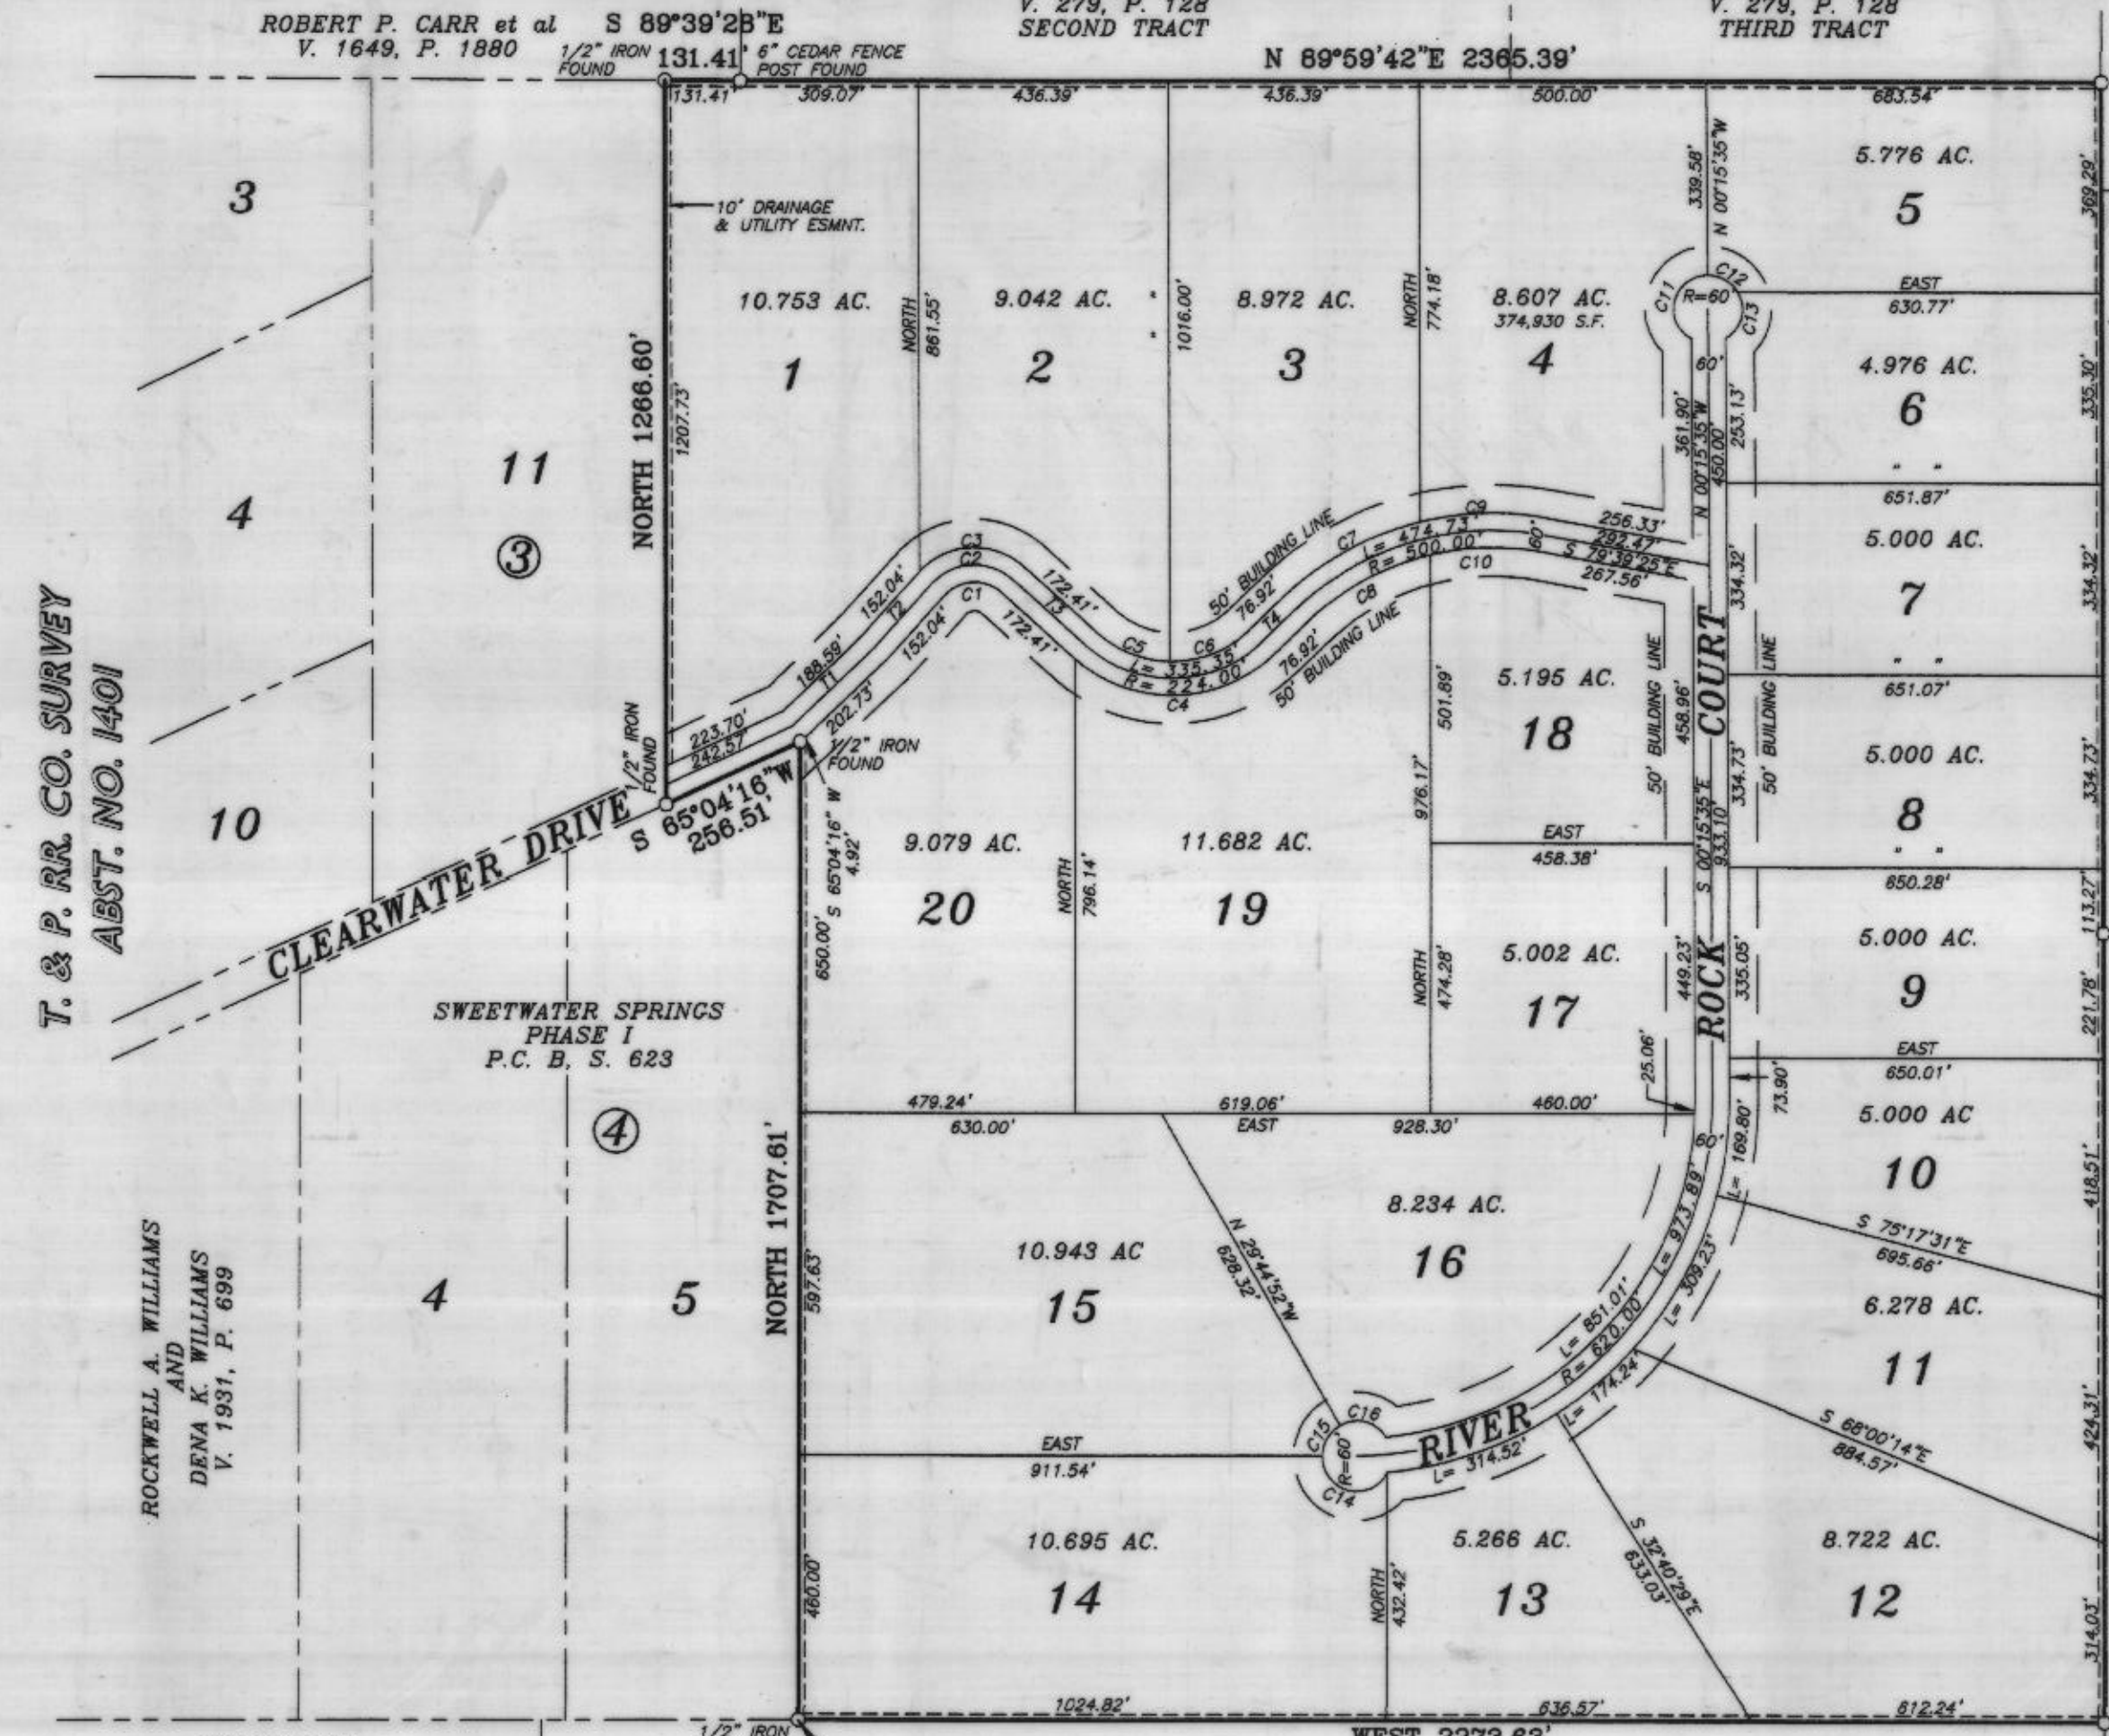 ROBERT P. CARR et al
V. 1649, P. 1880
S 89°39'28"E
131.41'
1/2" IRON
FOUND
6" CEDAR FENCE
POST FOUND
V. 279, P. 128
SECOND TRACT
N 89°59'42"E 2365.39'
V. 279, P. 128
THIRD TRACT
131.41'
309.07'
436.39'
436.39'
500.00'
683.54'
3
4
10
11
3
T. & P. RR. CO. SURVEY
ABST. NO. 1401
10' DRAINAGE
& UTILITY ESMNT.
NORTH 1266.60'
1207.73'
10.753 AC.
1
NORTH
861.55'
9.042 AC.
2
"
"
1016.00'
8.972 AC.
3
NORTH
774.18'
8.607 AC.
374,930 S.F.
4
339.58'
N 00°15'35"W
5.776 AC.
5
369.29'
C11
C12
C13
R=60'
EAST
630.77'
60'
4.976 AC.
6
335.30'
361.90'
N 00°15'35"W
450.00'
253.13'
" "
651.87'
5.000 AC.
7
334.32'
334.32'
" "
651.07'
5.000 AC.
8
334.73'
334.73'
" "
650.28'
5.000 AC.
9
113.27'
221.78'
335.05'
EAST
650.01'
73.90'
5.000 AC
10
418.51'
L= 169.80'
S 75°17'31"E
695.66'
6.278 AC.
11
424.31'
L= 309.23'
S 68°00'14"E
884.57'
8.722 AC.
12
314.03'
L= 174.24'
612.24'
223.70'
242.57'
188.59'
T1
202.73'
152.04'
T2
152.04'
C3
C2
C1
172.41'
T3
172.41'
C5
C6
L= 335.35'
R= 224.00'
C4
50' BUILDING LINE
76.92'
T4
76.92'
50' BUILDING LINE
C7
C9
L= 474.73'
R= 500.00'
C8
C10
60'
256.33'
292.47'
S 79°39'25"E
267.56'
1/2" IRON
FOUND
S 65°04'16"W
256.51'
1/2" IRON
FOUND
S 65°04'16" W
4.92'
CLEARWATER DRIVE
650.00'
9.079 AC.
20
NORTH
796.14'
11.682 AC.
19
976.17'
501.89'
5.195 AC.
18
50' BUILDING LINE
458.96'
ROCK COURT
S 00°15'35"E
933.10'
50' BUILDING LINE
EAST
458.38'
NORTH
474.28'
5.002 AC.
17
449.23'
25.06'
479.24'
619.06'
460.00'
630.00'
EAST
928.30'
60'
SWEETWATER SPRINGS
PHASE I
P.C. B, S. 623
4
4
5
ROCKWELL A. WILLIAMS
AND
DENA K. WILLIAMS
V. 1931, P. 699
NORTH 1707.61'
597.63'
10.943 AC
15
N 29°44'52"W
628.32'
8.234 AC.
16
L= 973.89'
L= 851.01'
R= 620.00'
RIVER
C16
C15
C14
R=60'
L= 314.52'
EAST
911.54'
460.00'
10.695 AC.
14
NORTH
432.42'
5.266 AC.
13
S 32°40'29"E
633.03'
1024.82'
636.57'
1/2" IRON
WEST